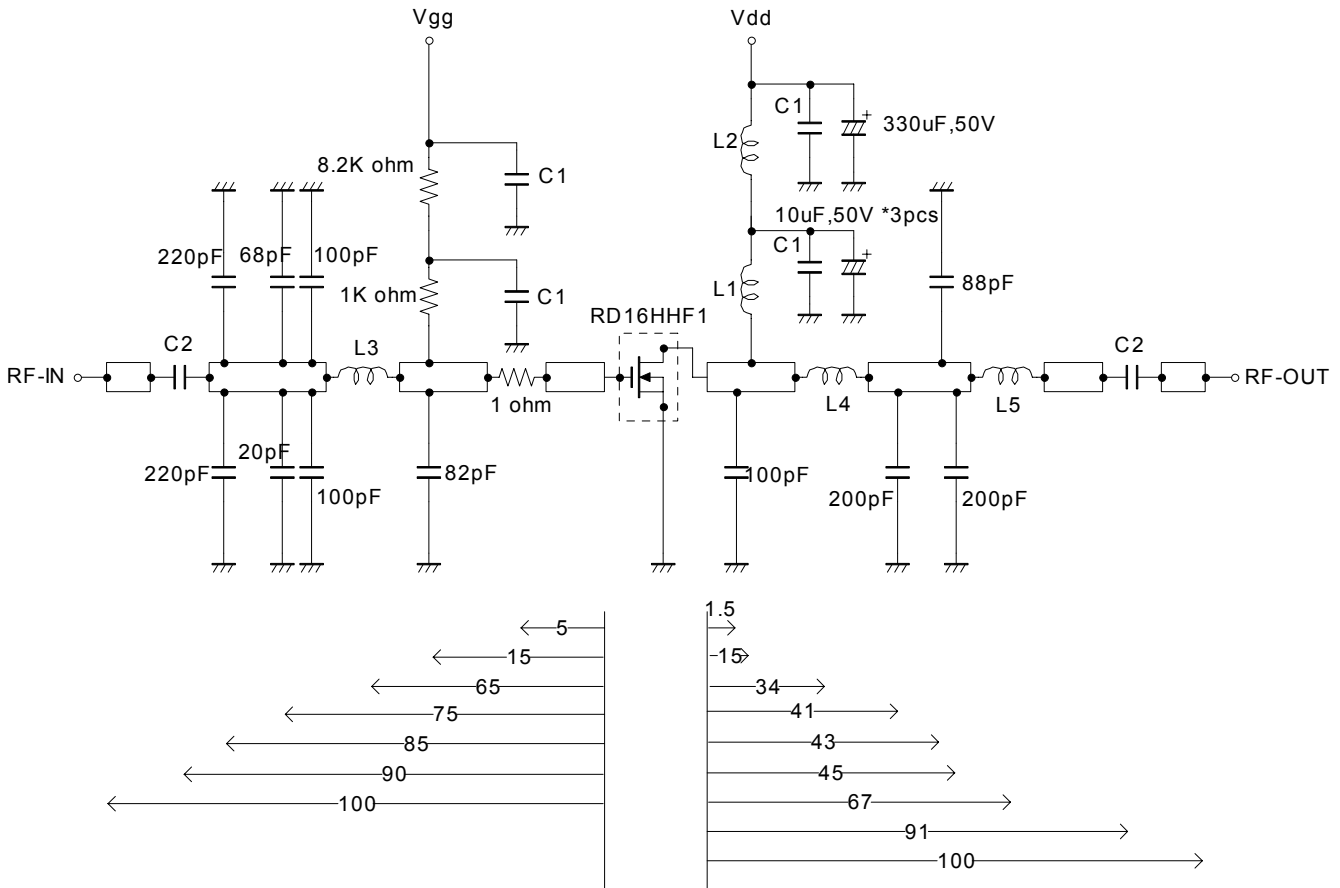 Vgg
Vdd
C1
330uF,50V
L2
8.2K ohm
C1
10uF,50V *3pcs
C1
220pF
68pF
100pF
88pF
1K ohm
C1
L1
RD16HHF1
C2
L3
C2
RF-IN
RF-OUT
1 ohm
L4
L5
220pF
20pF
100pF
82pF
100pF
200pF
200pF
1.5
5
15
15
65
34
75
41
85
43
90
45
100
67
91
100